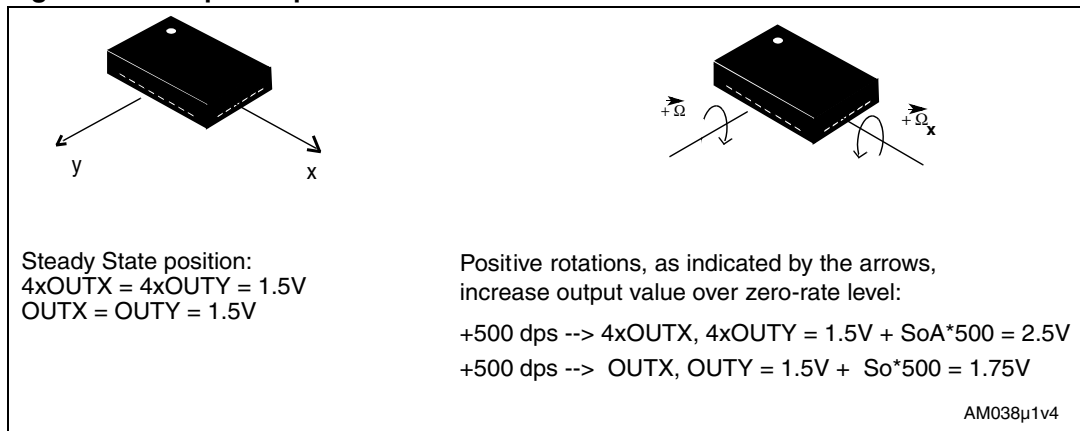 y
x
+Ω
+Ωx
Steady State position:
4xOUTX = 4xOUTY = 1.5V
OUTX = OUTY = 1.5V
Positive rotations, as indicated by the arrows,
increase output value over zero-rate level:
+500 dps --> 4xOUTX, 4xOUTY = 1.5V + SoA*500 = 2.5V
+500 dps --> OUTX, OUTY = 1.5V + So*500 = 1.75V
AM038µ1v4